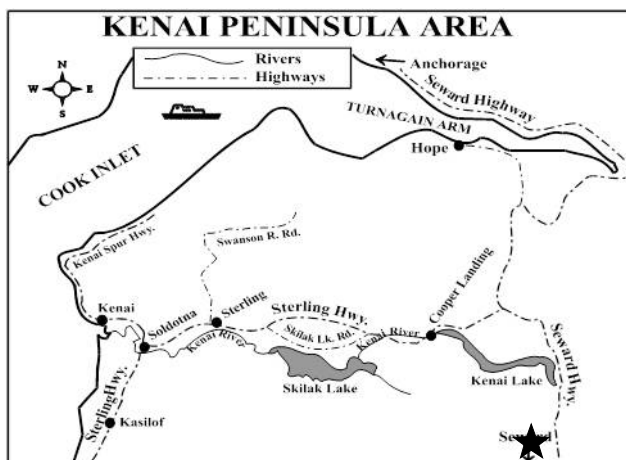 KENAI PENINSULA AREA
Rivers
Highways
N
W
E
S
Anchorage
Seward Highway
TURNAGAIN ARM
Hope
COOK INLET
Kenai Spur Hwy.
Swanson R. Rd.
Cooper Landing
Kenai
Soldotna
Sterling
Sterling Hwy.
Skilak Lk. Rd.
Kenai River
Kenai River
Seward Hwy.
Skilak Lake
Kenai Lake
Sterling Hwy.
Kasilof
Seward